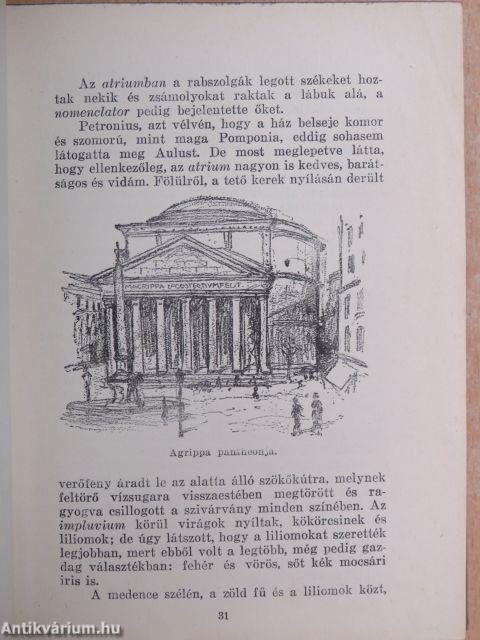 Az atriumban a rabszolgák legott székeket hoz-
tak nekik és zsámolyokat raktak a lábuk alá, a
nomenclator pedig bejelentette őket.
Petronius, azt vélvén, hogy a ház belseje komor
és szomorú, mint maga Pomponia, eddig sohasem
látogatta meg Aulust. De most meglepetve látta,
hogy ellenkezőleg, az atrium nagyon is kedves, barát-
ságos és vidám. Fölülről, a tető kerek nyílásán derült
Agrippa pantheonja.
verőfeny áradt le az alatta álló szökőkútra, melynek
feltörő vízsugara visszaestében megtörött és ra-
gyogva csillogott a szivárvány minden színében. Az
impluvium körül virágok nyíltak, kökörcsinek és
liliomok; de úgy látszott, hogy a liliomokat szerették
legjobban, mert ebből volt a legtöbb, még pedig gaz-
dag választékban: fehér és vörös, sőt kék mocsári
iris is.
A medence szélén, a zöld fű és a liliomok közt,
31
Antikvárium.hu